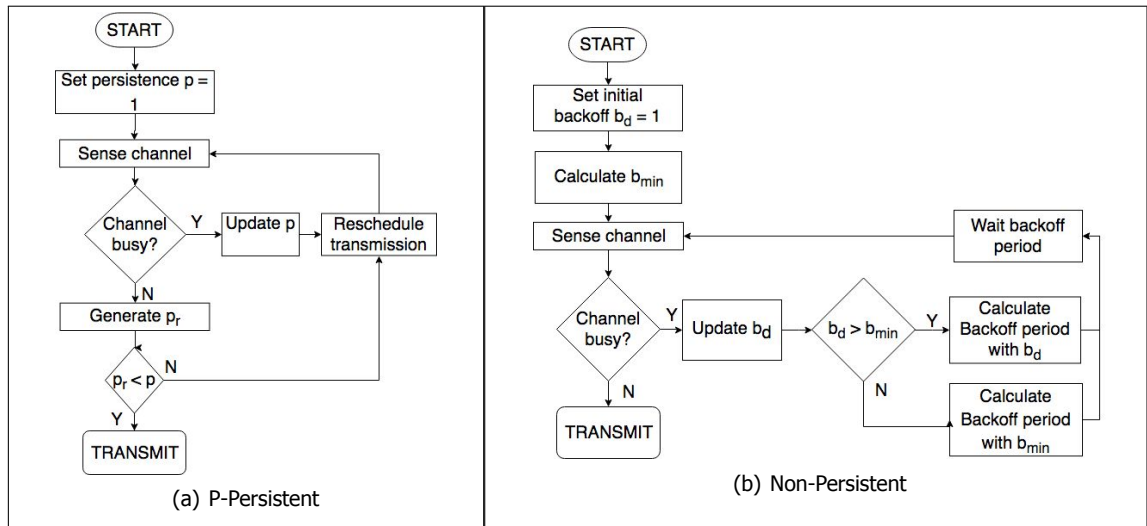 START
Set persistence p =
1
Sense channel
Channel
busy?
Y
Update p
Reschedule
transmission
N
Generate pr
pr < p
N
Y
TRANSMIT
(a) P-Persistent
START
Set initial
backoff bd = 1
Calculate bmin
Sense channel
Wait backoff
period
Channel
busy?
Y
Update bd
bd > bmin
Y
Calculate
Backoff period
with bd
N
N
Calculate
Backoff period
with bmin
TRANSMIT
(b) Non-Persistent